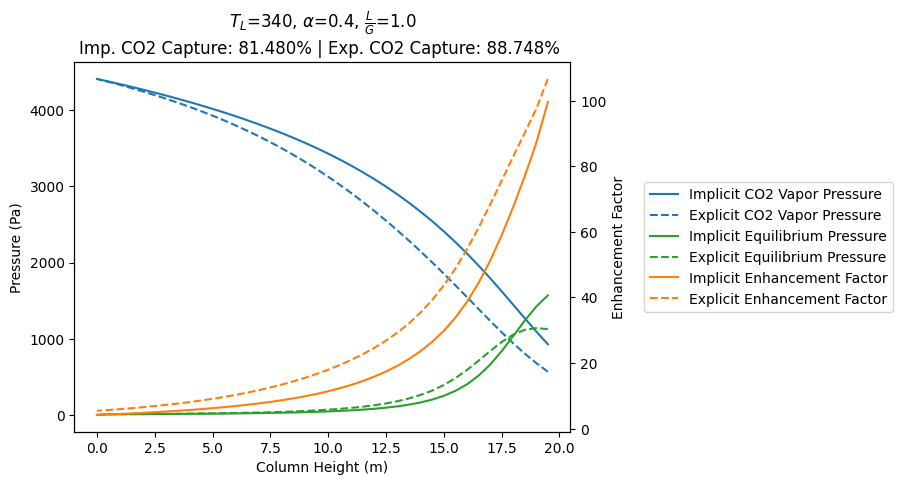 T_L=340, α=0.4, L/G=1.0
Imp. CO2 Capture: 81.480% | Exp. CO2 Capture: 88.748%
Pressure (Pa)
4000
3000
2000
1000
0
0.0 2.5 5.0 7.5 10.0 12.5 15.0 17.5 20.0
Column Height (m)
100
80
60
40
20
0
Enhancement Factor
Implicit CO2 Vapor Pressure
Explicit CO2 Vapor Pressure
Implicit Equilibrium Pressure
Explicit Equilibrium Pressure
Implicit Enhancement Factor
Explicit Enhancement Factor